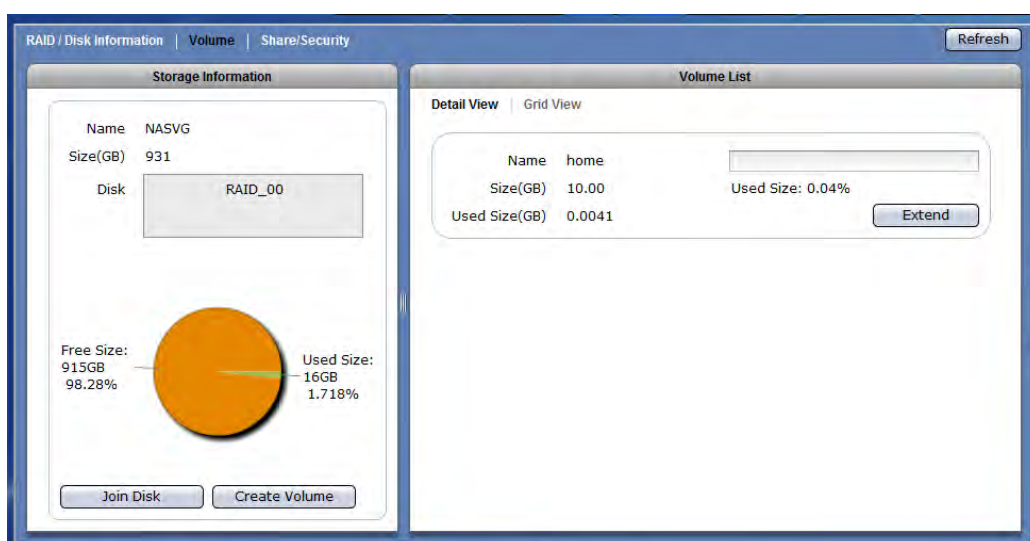 RAID / Disk Information | Volume | Share/Security
Refresh
Storage Information
Name NASVG
Size(GB) 931
Disk RAID_00
Free Size:
915GB
98.28%
Used Size:
16GB
1.718%
Join Disk
Create Volume
Volume List
Detail View | Grid View
Name home
Size(GB) 10.00
Used Size: 0.04%
Used Size(GB) 0.0041
Extend